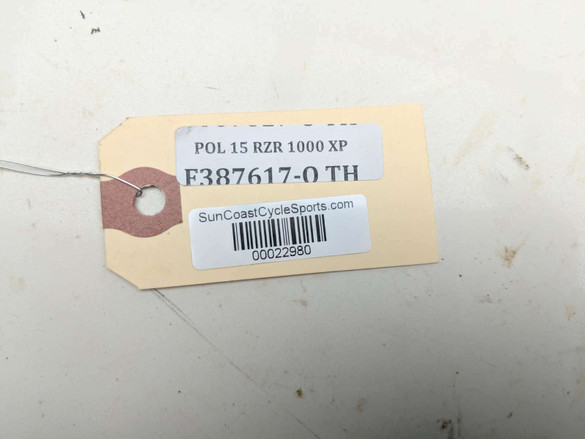 POL 15 RZR 1000 XP
F387617-O TH
SunCoastCycleSports.com
00022980